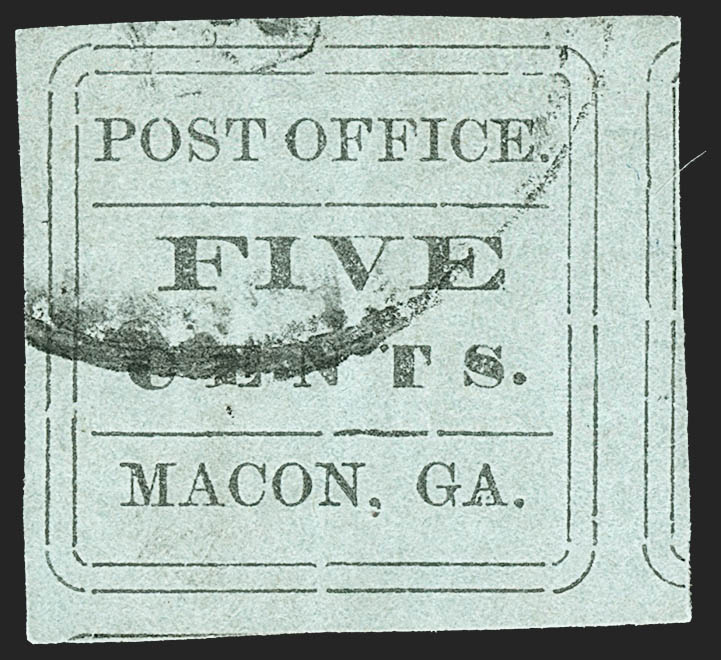 POST OFFICE.
FIVE
CENTS.
MACON, GA.